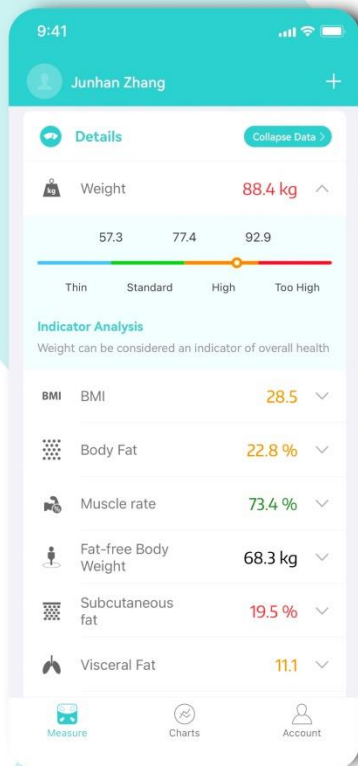 9:41
Junhan Zhang
Details
Collapse Data >
kg
Weight
88.4 kg
57.3 77.4 92.9
Thin Standard High Too High
Indicator Analysis
Weight can be considered an indicator of overall health
BMI BMI 28.5
Body Fat 22.8 %
Muscle rate 73.4 %
Fat-free Body
Weight
68.3 kg
Subcutaneous
fat
19.5 %
Visceral Fat 11.1
Measure Charts Account